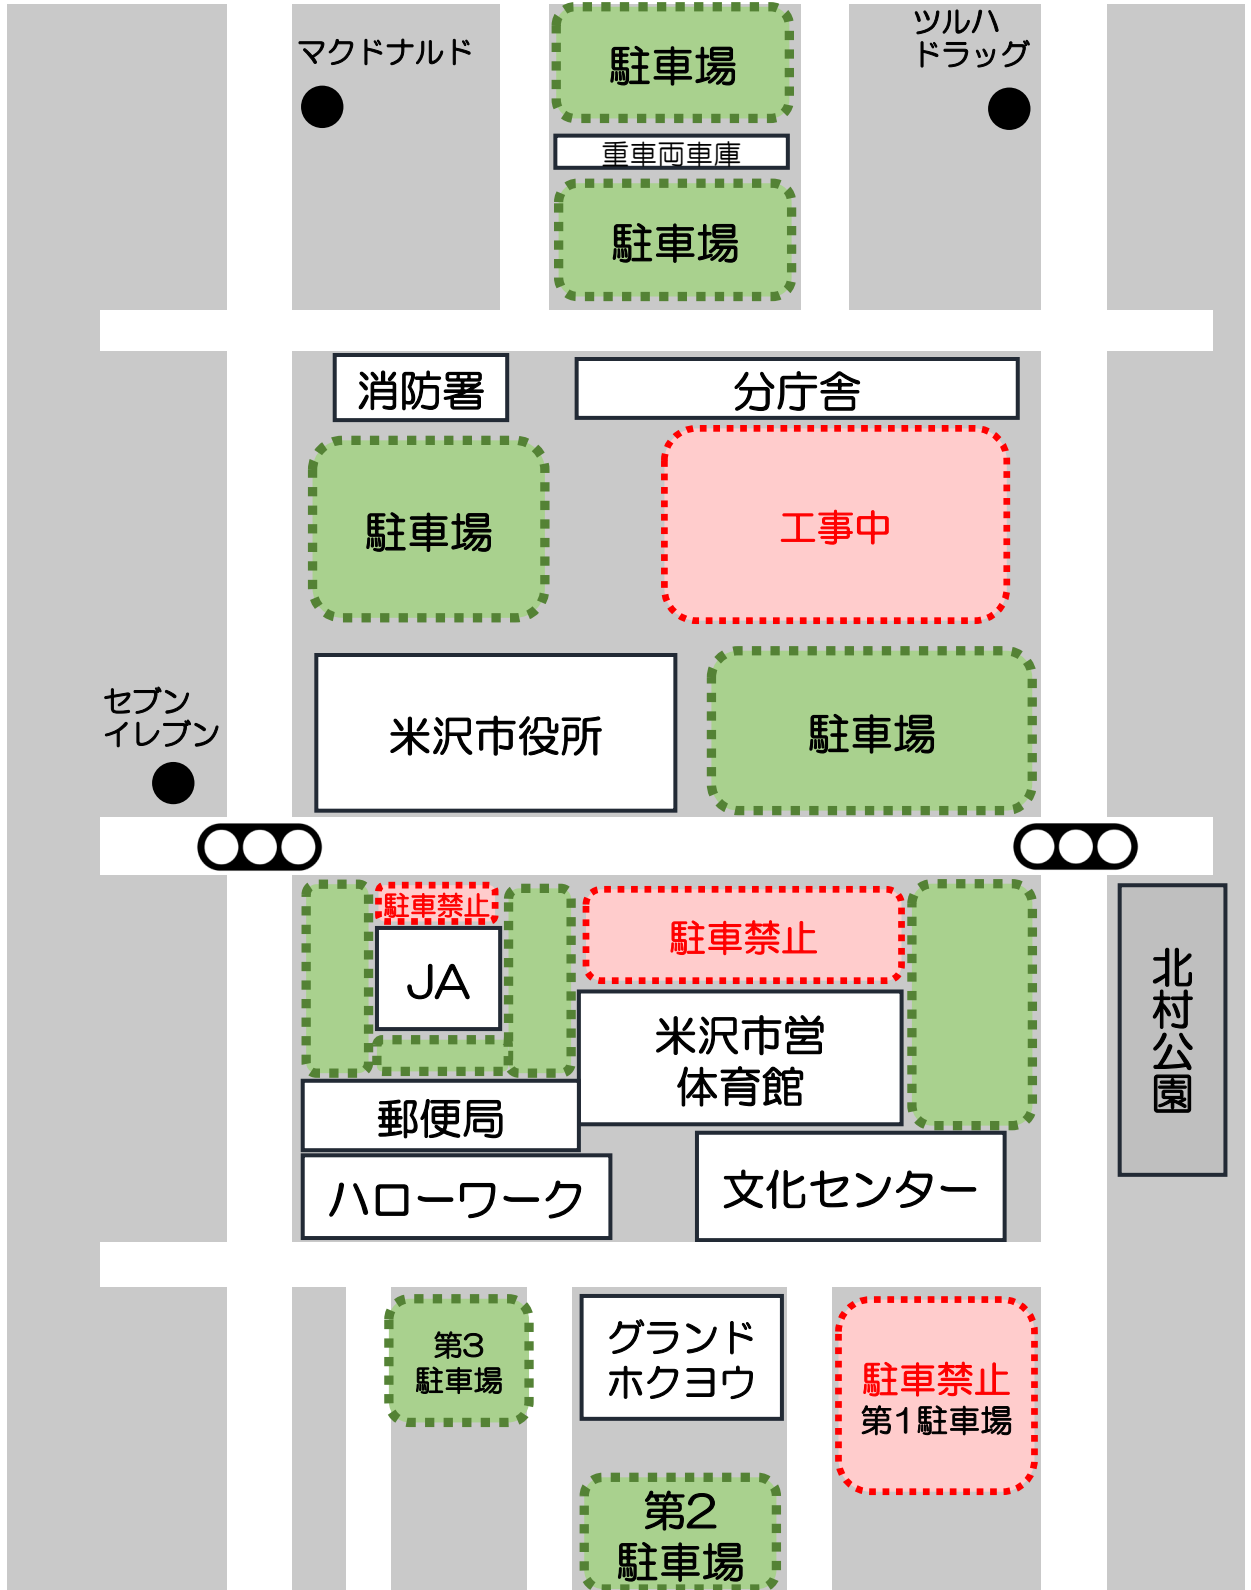 マクドナルド
駐車場
ツルハ
ドラッグ
重車両車庫
駐車場
消防署
分庁舎
駐車場
工事中
セブン
イレブン
米沢市役所
駐車場
駐車禁止
JA
駐車禁止
米沢市営
体育館
北村公園
郵便局
ハローワーク
文化センター
第3
駐車場
グランド
ホクヨウ
駐車禁止
第1駐車場
第2
駐車場